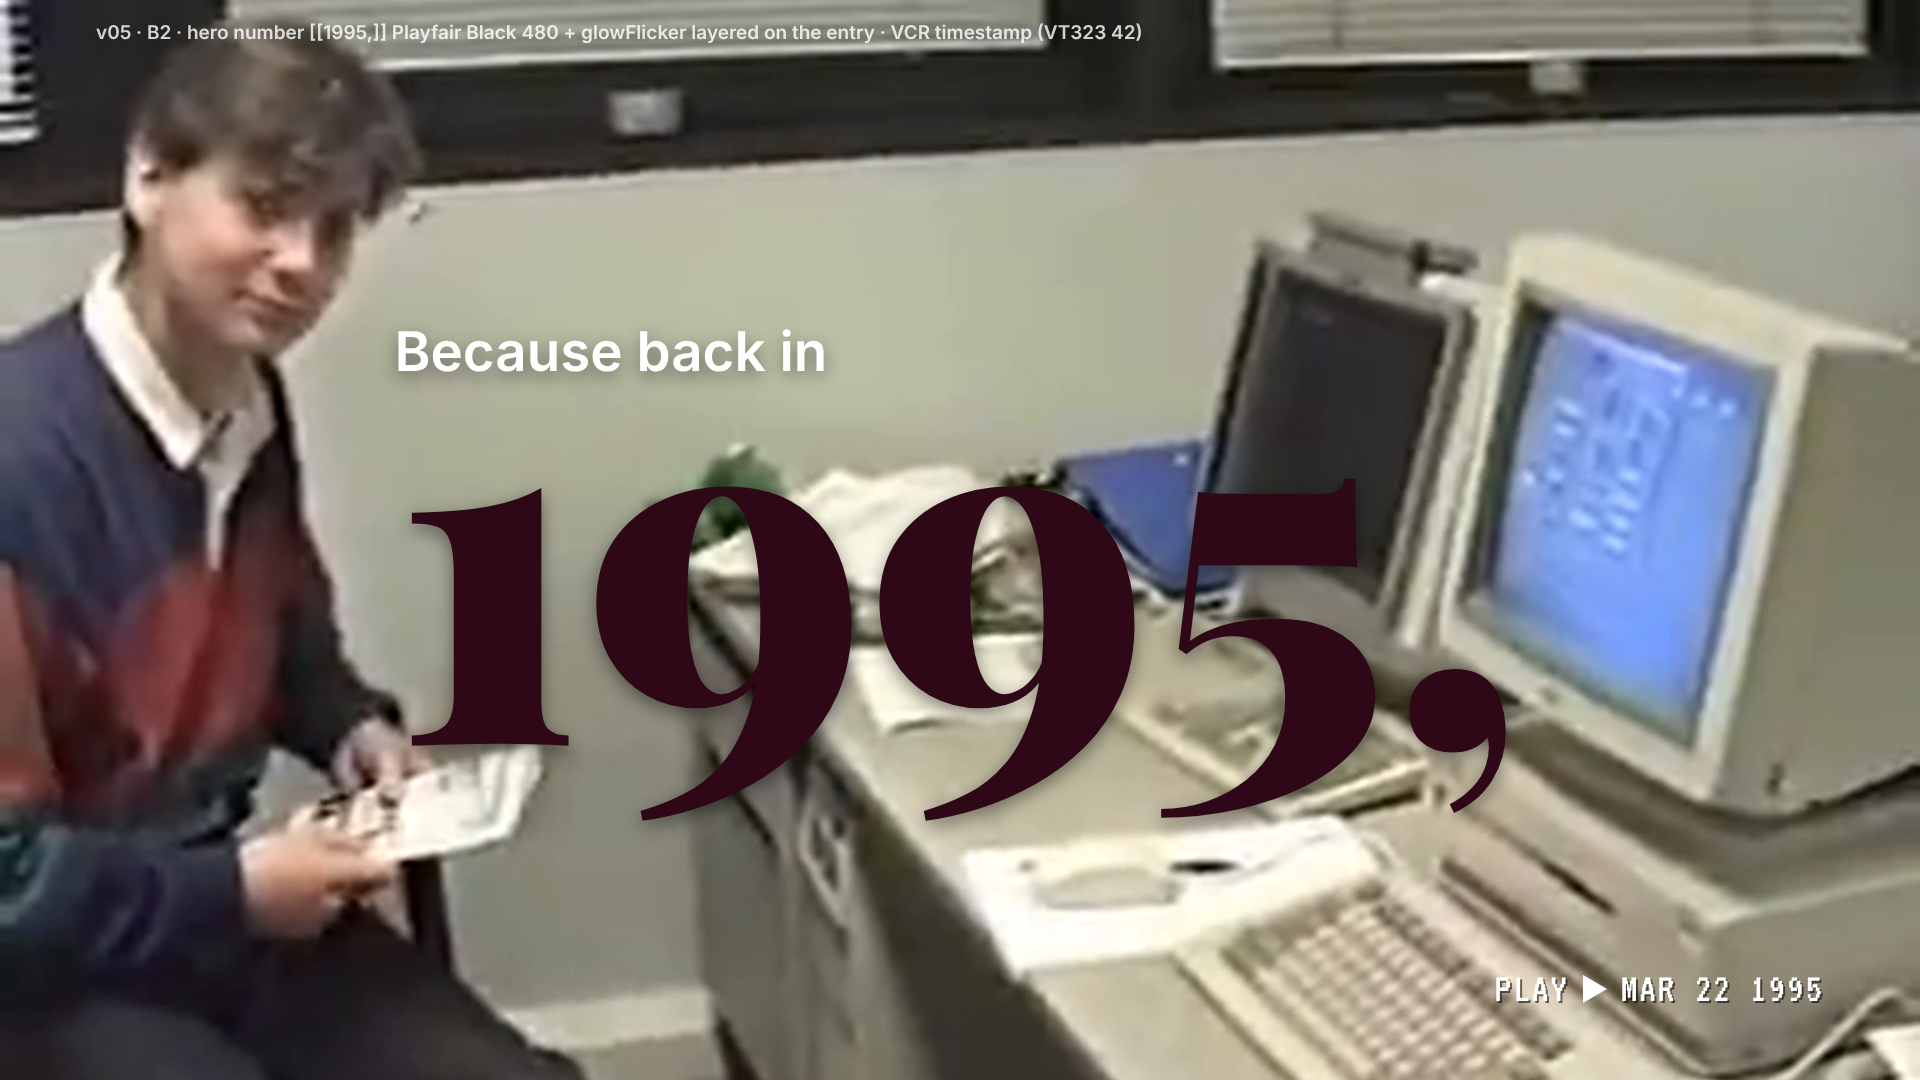 v05 · B2 · hero number [[1995,]] Playfair Black 480 + glowFlicker layered on the entry · VCR timestamp (VT323 42)
Because back in
1995,
PLAY ▶ MAR 22 1995